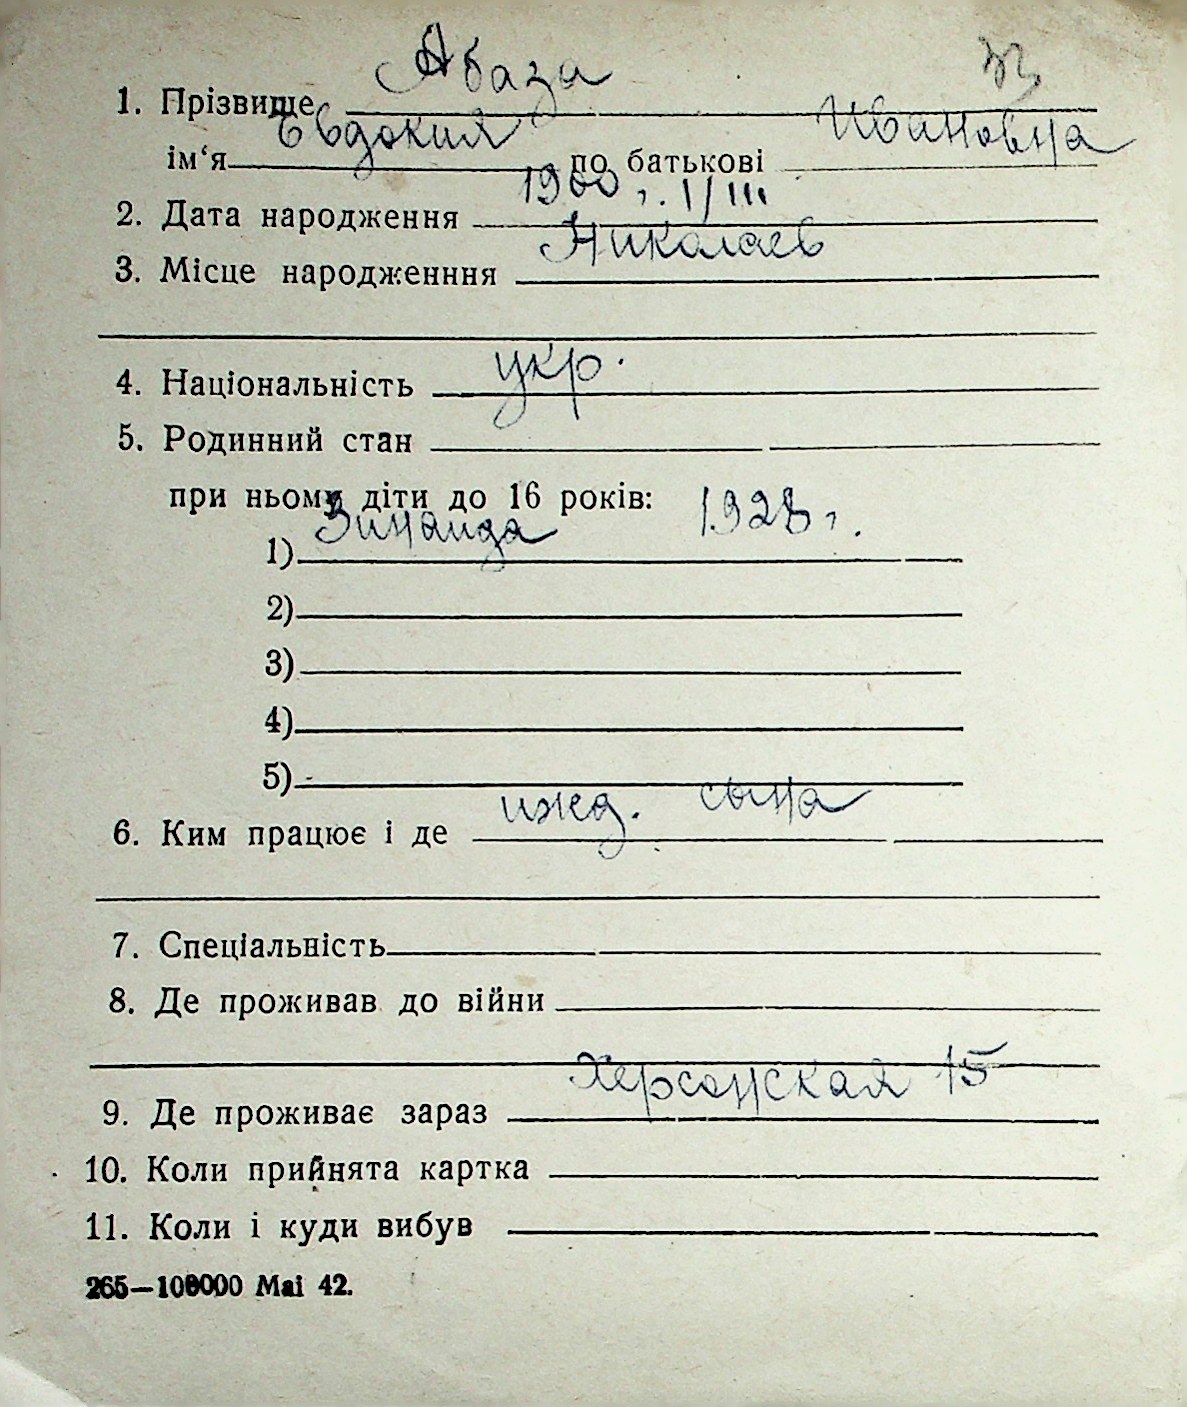 1. Прізвище Абаза
ім‘я Евдокия по батькові Ивановна
2. Дата народження 1900 г. 1/III
3. Місце народженння Николаев
4. Національність укр.
5. Родинний стан
при ньому діти до 16 років:
1) Зинаида 1928 г.
2)
3)
4)
5)
6. Ким працює і де ижд. сына
7. Спеціальність
8. Де проживав до війни
9. Де проживає зараз Херсонская 15
10. Коли прийнята картка
11. Коли і куди вибув
265—100000 Mai 42.